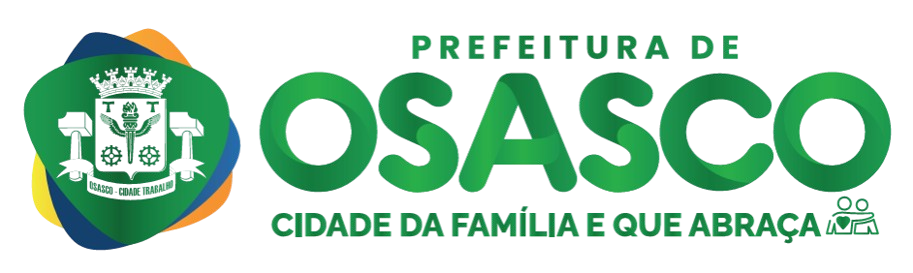 PREFEITURA DE
OSASCO
CIDADE DA FAMÍLIA E QUE ABRAÇA
T T
OSASCO - CIDADE TRABALHO